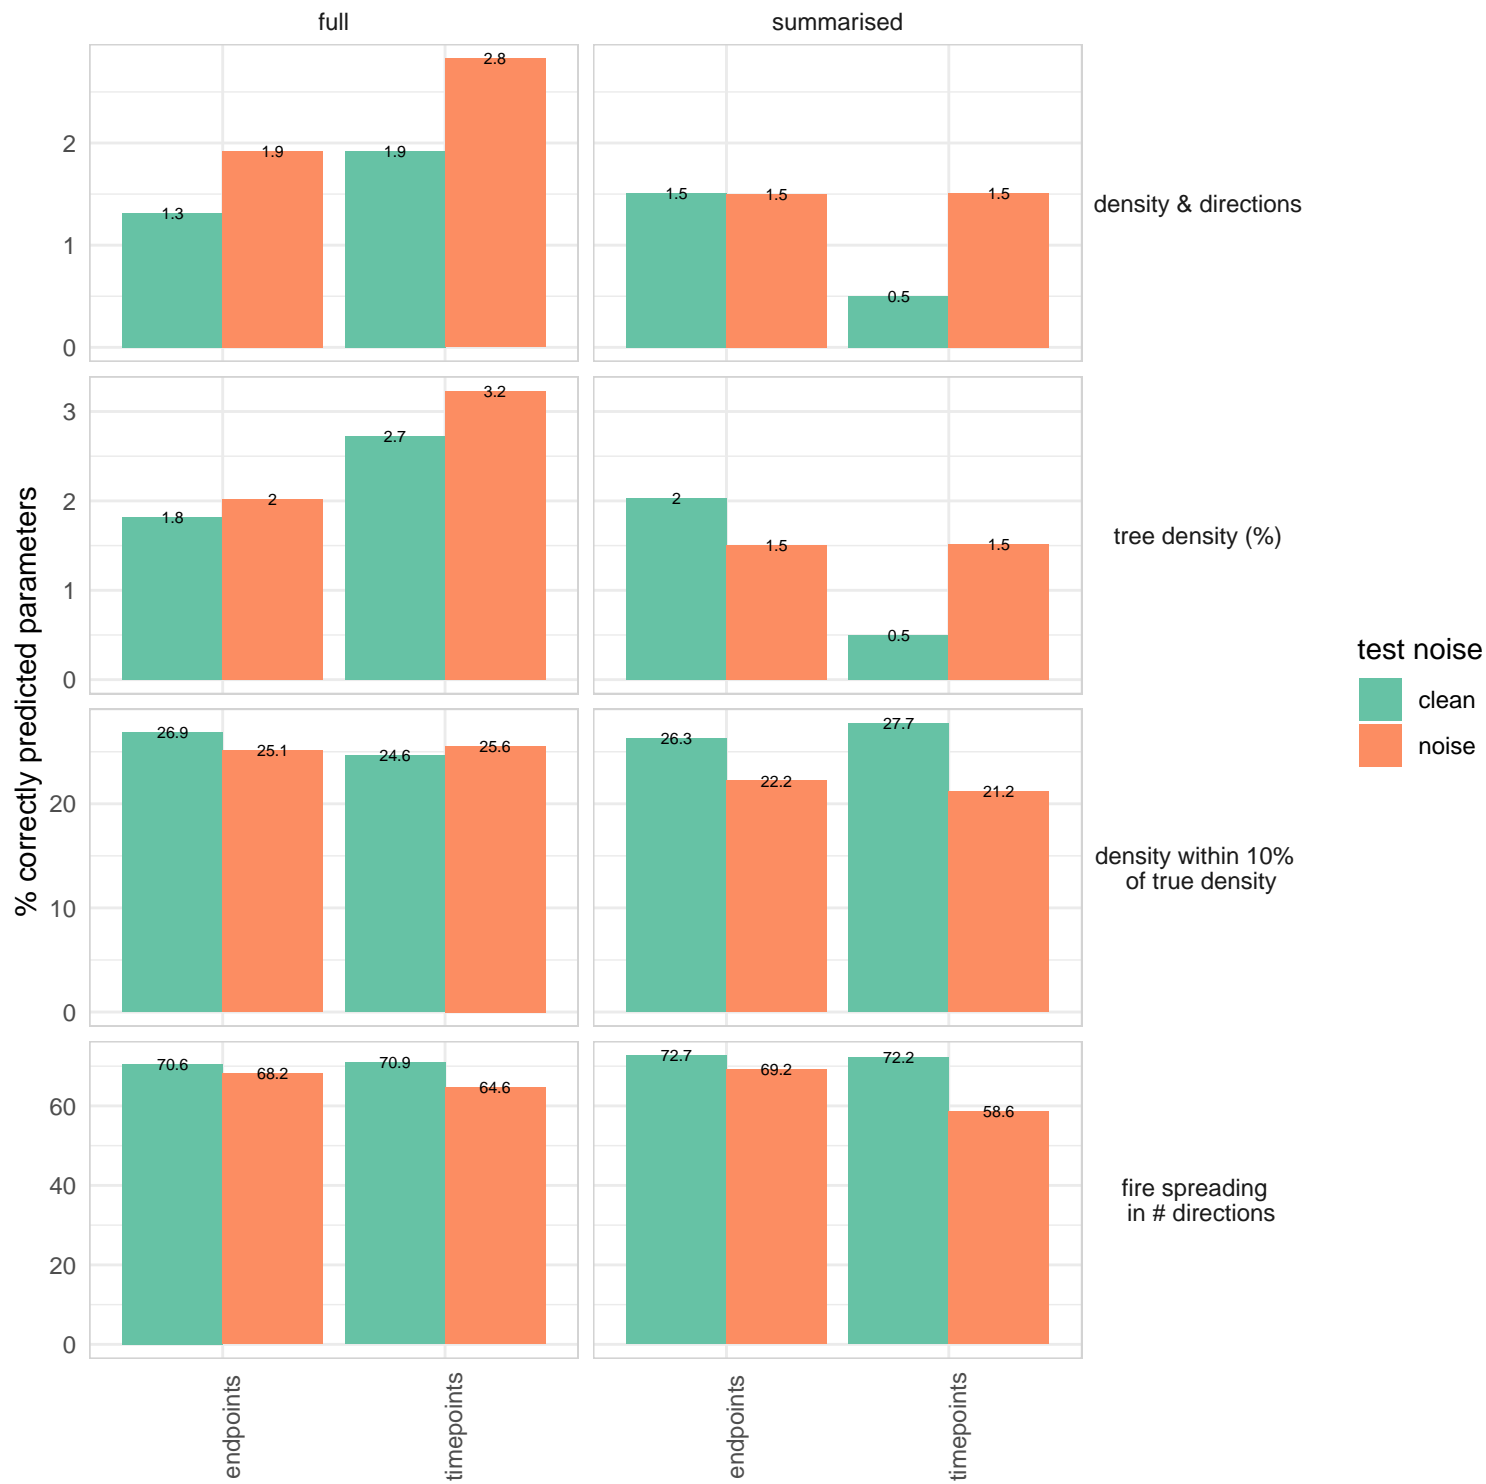 full
summarised
2.8
2
1.9
1.9
1.3
1.5
1.5
1.5
0.5
1
0
density & directions
3
3.2
2.7
2
2
1.8
2
1.5
1.5
0.5
1
0
tree density (%)
% correctly predicted parameters
26.9
25.1
24.6
25.6
26.3
22.2
27.7
21.2
20
10
0
density within 10%
of true density
70.6
68.2
70.9
64.6
72.7
69.2
72.2
58.6
60
40
20
0
fire spreading
in # directions
endpoints
timepoints
endpoints
timepoints
test noise
clean
noise